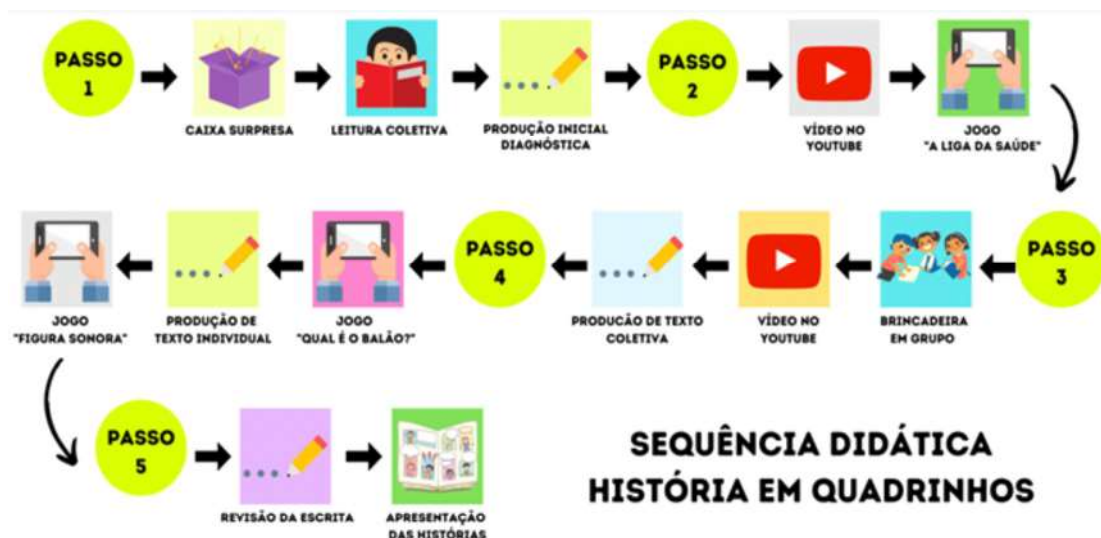 PASSO
1
CAIXA SURPRESA
LEITURA COLETIVA
PRODUÇÃO INICIAL
DIAGNÓSTICA
PASSO
2
VÍDEO NO
YOUTUBE
JOGO
"A LIGA DA SAÚDE"
PASSO
3
BRINCADEIRA
EM GRUPO
VÍDEO NO
YOUTUBE
PRODUCÃO DE TEXTO
COLETIVA
PASSO
4
JOGO
"QUAL É O BALÃO?"
PRODUÇÃO DE
TEXTO INDIVIDUAL
JOGO
"FIGURA SONORA"
PASSO
5
REVISÃO DA ESCRITA
APRESENTAÇÃO
DAS HISTÓRIAS
SEQUÊNCIA DIDÁTICA
HISTÓRIA EM QUADRINHOS